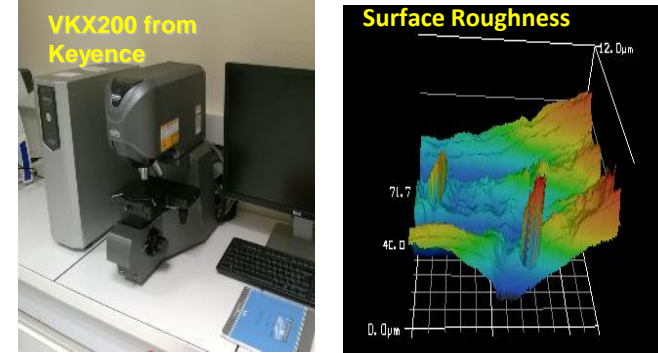 VKX200 from
Keyence
Surface Roughness
12.0µm
71.7
40.0
0.0µm